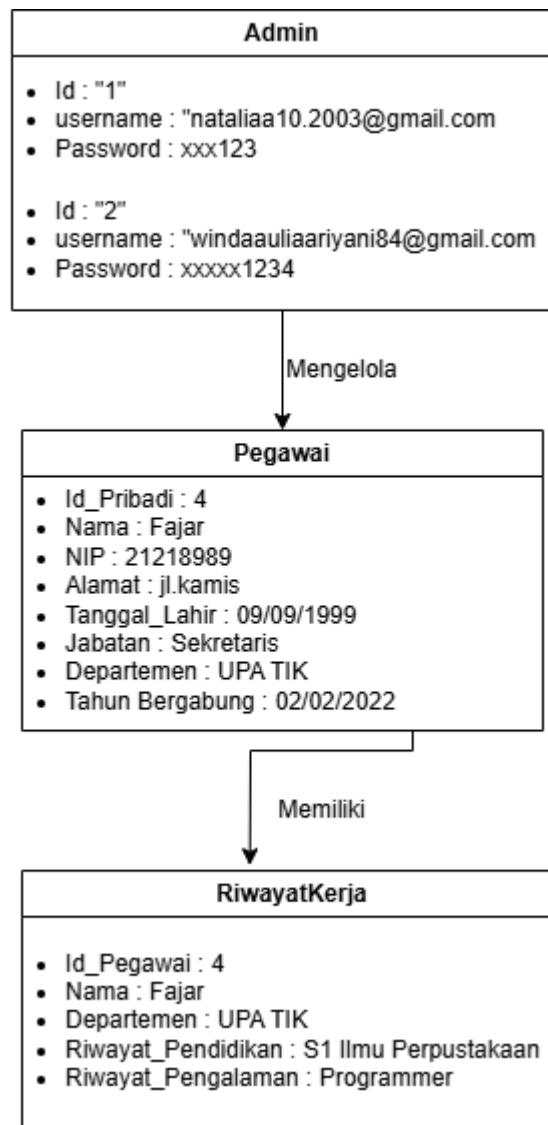 Admin
• Id : "1"
• username : "nataliaa10.2003@gmail.com
• Password : xxx123
• Id : "2"
• username : "windaauliaariyani84@gmail.com
• Password : xxxxx1234
Mengelola
Pegawai
• Id_Pribadi : 4
• Nama : Fajar
• NIP : 21218989
• Alamat : jl.kamis
• Tanggal_Lahir : 09/09/1999
• Jabatan : Sekretaris
• Departemen : UPA TIK
• Tahun Bergabung : 02/02/2022
Memiliki
RiwayatKerja
• Id_Pegawai : 4
• Nama : Fajar
• Departemen : UPA TIK
• Riwayat_Pendidikan : S1 Ilmu Perpustakaan
• Riwayat_Pengalaman : Programmer